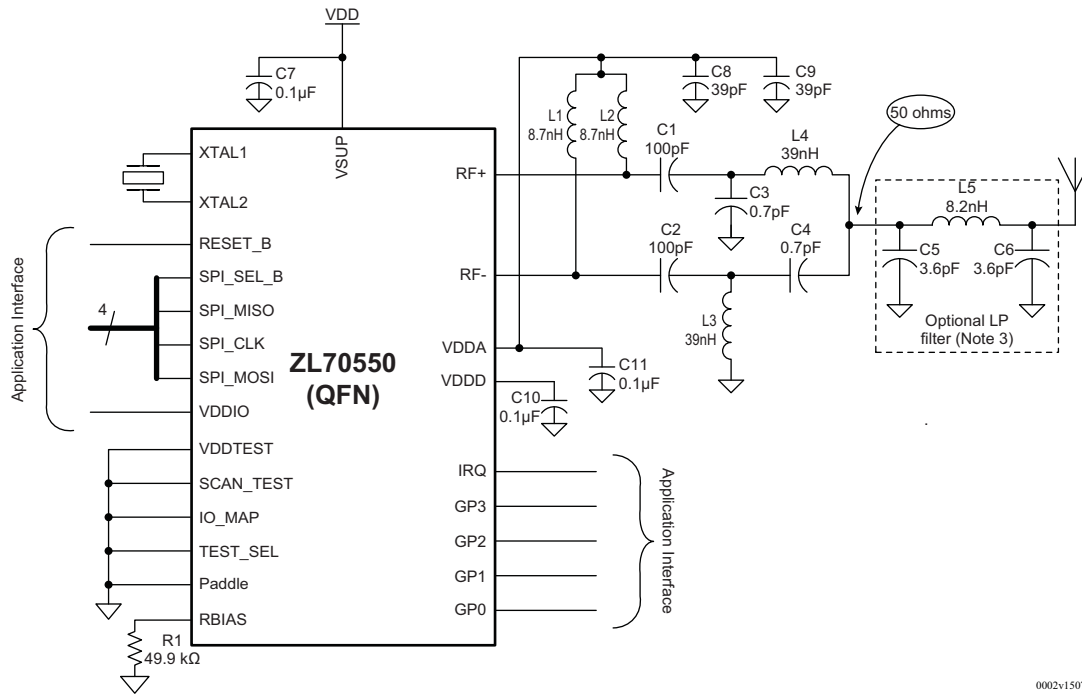 VDD
C7
0.1µF
VSUP
XTAL1
XTAL2
RESET_B
SPI_SEL_B
SPI_MISO
SPI_CLK
SPI_MOSI
VDDIO
4
Application Interface
VDDTEST
SCAN_TEST
IO_MAP
TEST_SEL
Paddle
RBIAS
R1
49.9 kΩ
ZL70550
(QFN)
RF+
RF-
VDDA
VDDD
IRQ
GP3
GP2
GP1
GP0
Application Interface
L1
8.7nH
L2
8.7nH
C8
39pF
C9
39pF
C1
100pF
C3
0.7pF
L4
39nH
C2
100pF
C4
0.7pF
L3
39nH
C11
0.1µF
C10
0.1µF
50 ohms
L5
8.2nH
C5
3.6pF
C6
3.6pF
Optional LP
filter (Note 3)